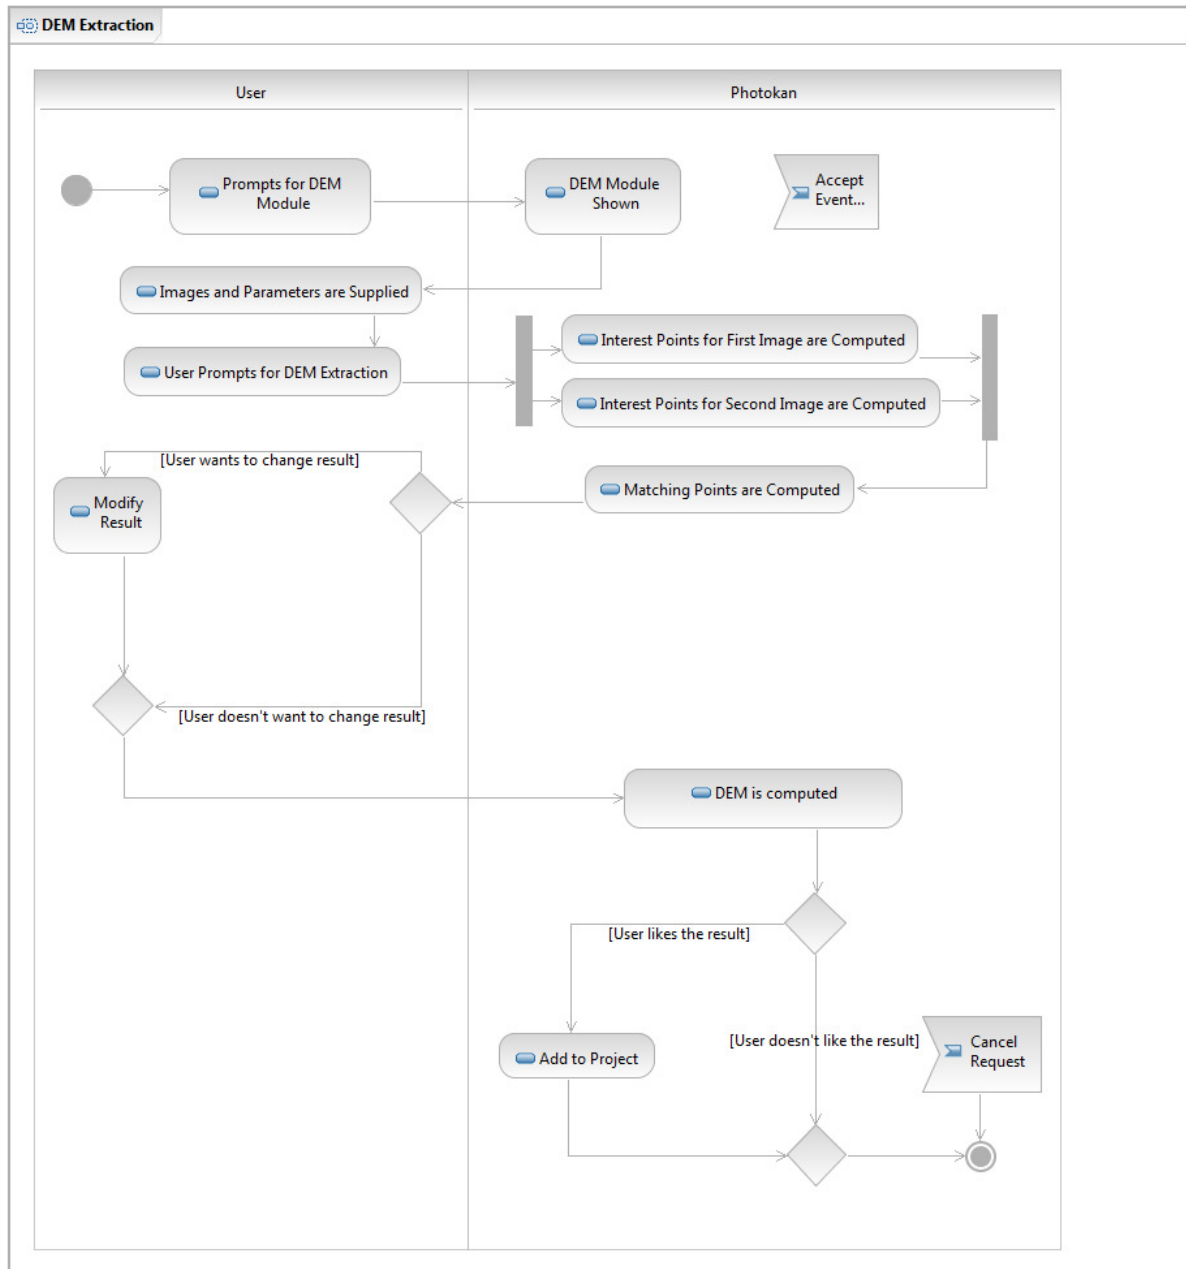 DEM Extraction
User
Photokan
Prompts for DEM
Module
DEM Module
Shown
Accept
Event...
Images and Parameters are Supplied
User Prompts for DEM Extraction
Interest Points for First Image are Computed
Interest Points for Second Image are Computed
[User wants to change result]
Modify
Result
Matching Points are Computed
[User doesn't want to change result]
DEM is computed
[User likes the result]
[User doesn't like the result]
Add to Project
Cancel
Request